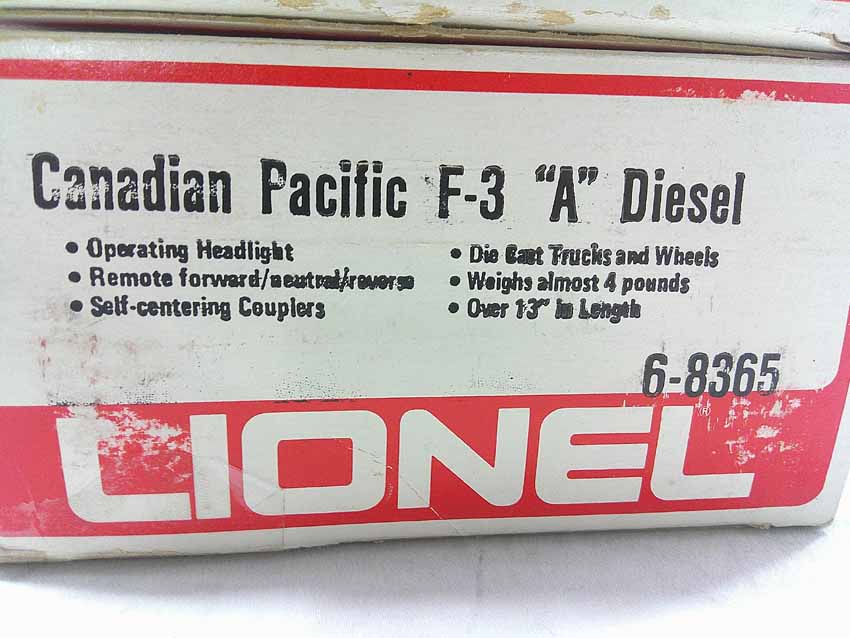 Canadian Pacific F-3 "A" Diesel
• Operating Headlight
• Remote forward/neutral/reverse
• Self-centering Couplers
• Die Cast Trucks and Wheels
• Weighs almost 4 pounds
• Over 13" in Length
6-8365
LIONEL®